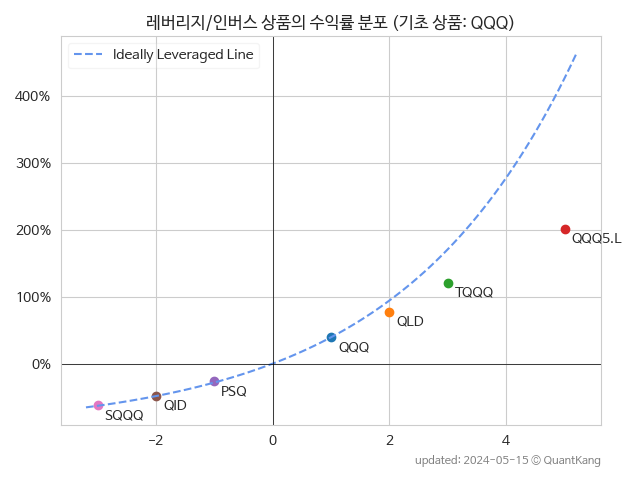 레버리지/인버스 상품의 수익률 분포 (기초 상품: QQQ)
Ideally Leveraged Line
400%
300%
200%
QQQ5.L
TQQQ
100%
QLD
QQQ
0%
PSQ
QID
SQQQ
−2
0
2
4
updated: 2024-05-15 © QuantKang